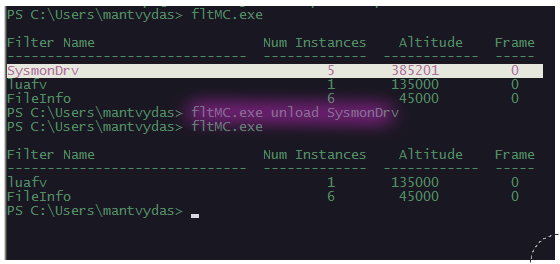 PS C:\Users\mantvydas> fltMC.exe
Filter Name                     Num Instances    Altitude    Frame
------------------------------  -------------  ------------  -----
SysmonDrv                               5       385201         0
luafv                                   1       135000         0
FileInfo                                6        45000         0
PS C:\Users\mantvydas> fltMC.exe unload SysmonDrv
PS C:\Users\mantvydas> fltMC.exe
Filter Name                     Num Instances    Altitude    Frame
------------------------------  -------------  ------------  -----
luafv                                   1       135000         0
FileInfo                                6        45000         0
PS C:\Users\mantvydas>